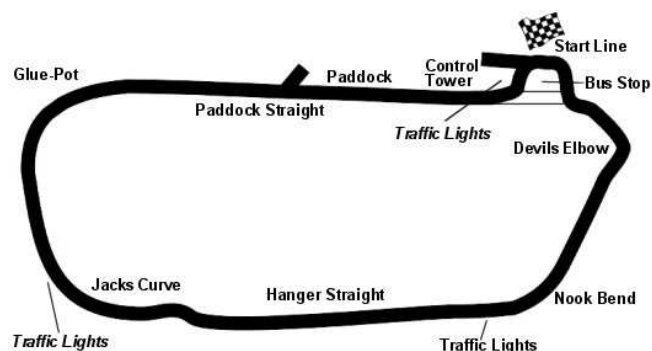 Start Line
Glue-Pot
Paddock
Control
Tower
Bus Stop
Paddock Straight
Traffic Lights
Devils Elbow
Jacks Curve
Hanger Straight
Nook Bend
Traffic Lights
Traffic Lights